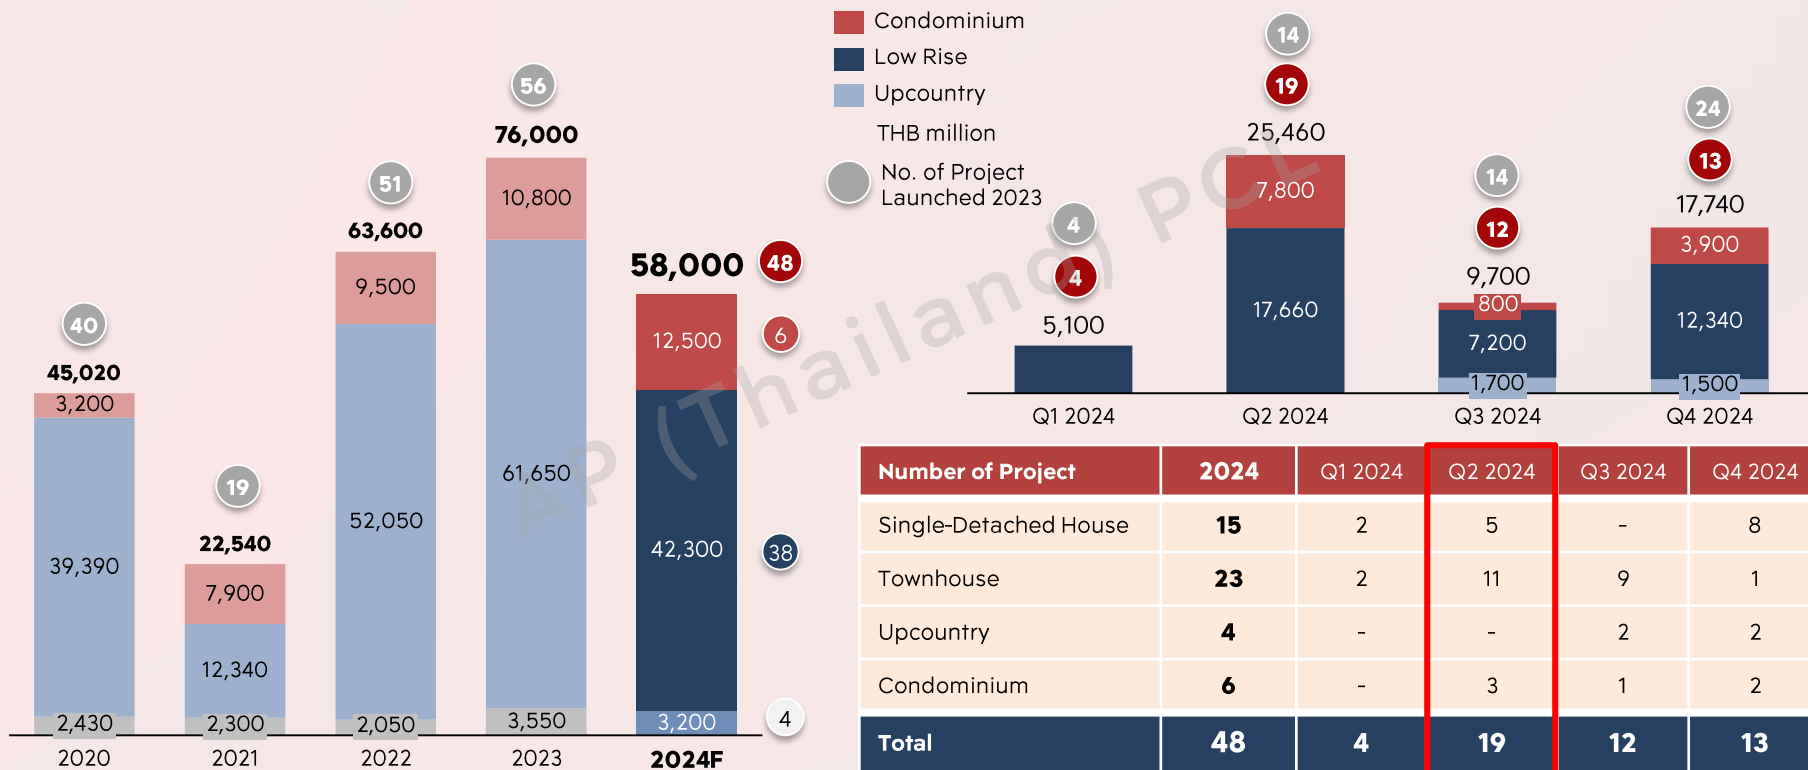 56
76,000
10,800
61,650
3,550
2023
51
63,600
9,500
52,050
2,050
2022
40
45,020
3,200
39,390
2,430
2020
19
22,540
7,900
12,340
2,300
2021
58,000
48
12,500
6
42,300
38
3,200
4
2024F
Condominium
Low Rise
Upcountry
THB million
No. of Project
Launched 2023
4
4
5,100
Q1 2024
14
19
25,460
7,800
17,660
Q2 2024
14
12
9,700
800
7,200
1,700
Q3 2024
24
13
17,740
3,900
12,340
1,500
Q4 2024
AP (Thailand) PCL
Number of Project 2024 Q1 2024 Q2 2024 Q3 2024 Q4 2024
Single-Detached House 15 2 5 - 8
Townhouse 23 2 11 9 1
Upcountry 4 - - 2 2
Condominium 6 - 3 1 2
Total 48 4 19 12 13